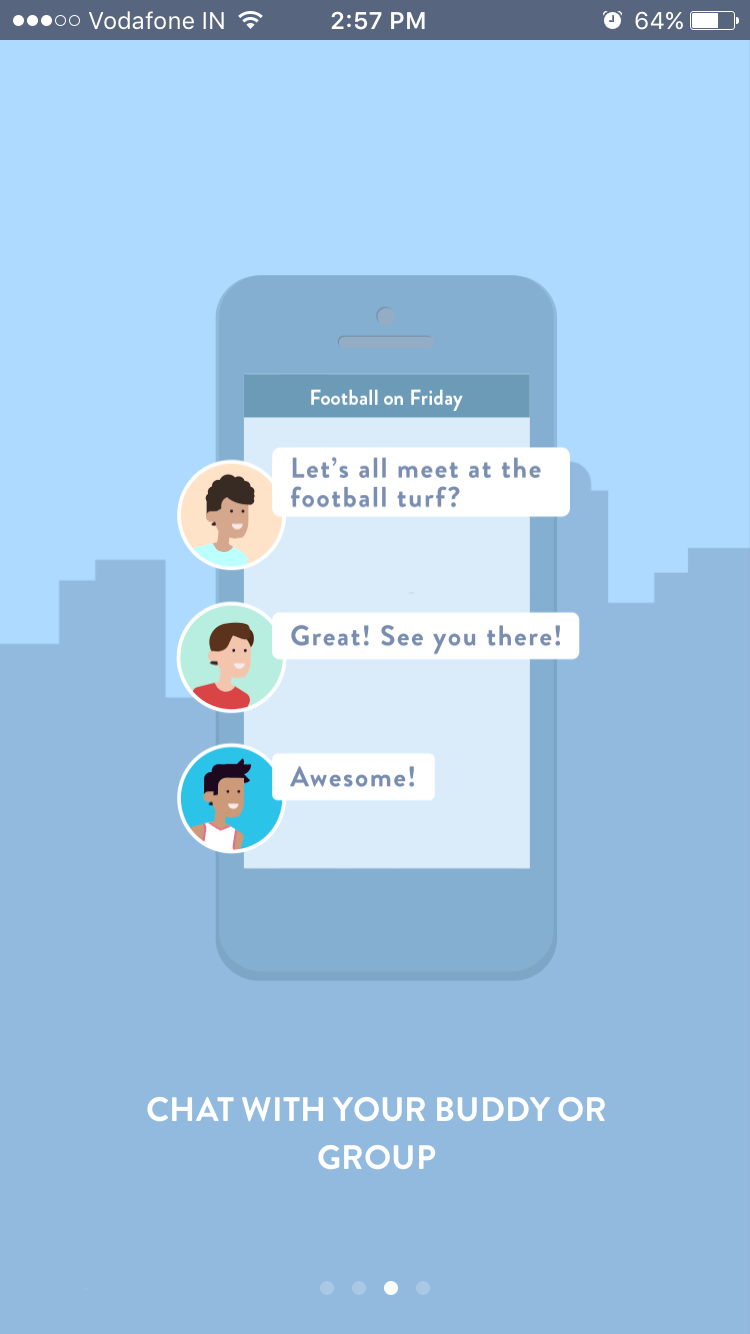 Vodafone IN 2:57 PM 64%
Football on Friday
Let's all meet at the
football turf?
Great! See you there!
Awesome!
CHAT WITH YOUR BUDDY OR
GROUP